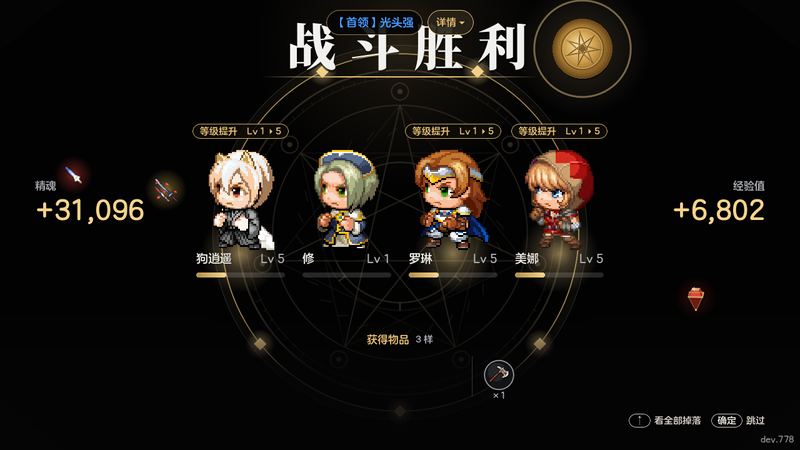 【首领】光头强
详情
战斗胜利
等级提升 Lv 1 ▸ 5
等级提升 Lv 1 ▸ 5
等级提升 Lv 1 ▸ 5
精魂
+31,096
经验值
+6,802
狗逍遥 Lv 5
修 Lv 1
罗琳 Lv 5
美娜 Lv 5
获得物品 3 样
×1
↑ 看全部掉落 确定 跳过
dev.778